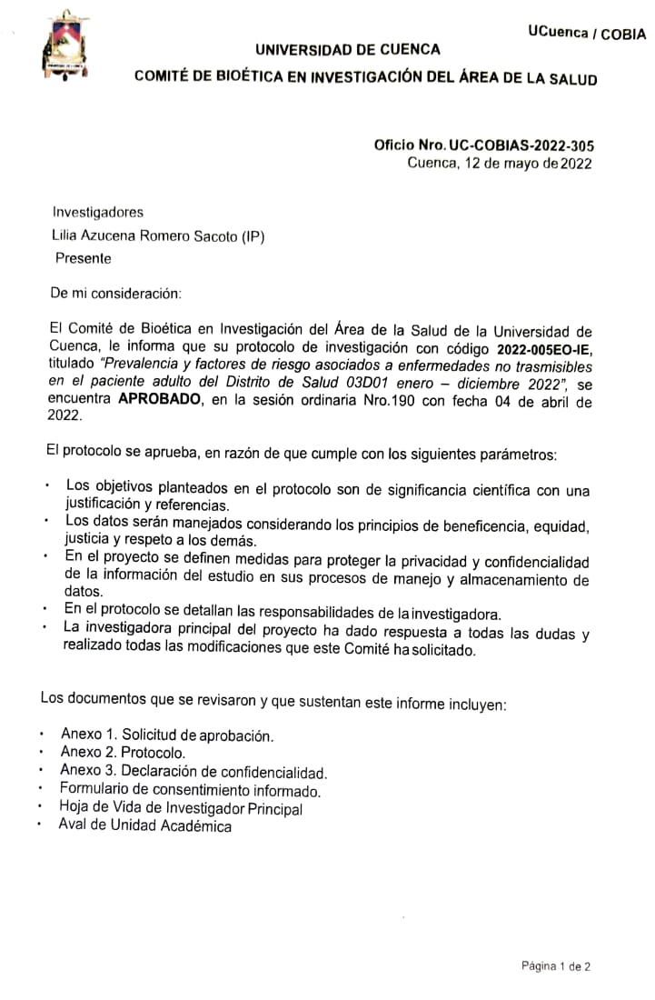 UCuenca / COBIA
UNIVERSIDAD DE CUENCA
COMITÉ DE BIOÉTICA EN INVESTIGACIÓN DEL ÁREA DE LA SALUD
Oficio Nro. UC-COBIAS-2022-305
Cuenca, 12 de mayo de 2022
Investigadores
Lilia Azucena Romero Sacoto (IP)
Presente
De mi consideración:
El Comité de Bioética en Investigación del Área de la Salud de la Universidad de
Cuenca, le informa que su protocolo de investigación con código 2022-005EO-IE,
titulado "Prevalencia y factores de riesgo asociados a enfermedades no trasmisibles
en el paciente adulto del Distrito de Salud 03D01 enero – diciembre 2022", se
encuentra APROBADO, en la sesión ordinaria Nro.190 con fecha 04 de abril de
2022.
El protocolo se aprueba, en razón de que cumple con los siguientes parámetros:
· Los objetivos planteados en el protocolo son de significancia científica con una
justificación y referencias.
· Los datos serán manejados considerando los principios de beneficencia, equidad,
justicia y respeto a los demás.
· En el proyecto se definen medidas para proteger la privacidad y confidencialidad
de la información del estudio en sus procesos de manejo y almacenamiento de
datos.
· En el protocolo se detallan las responsabilidades de la investigadora.
· La investigadora principal del proyecto ha dado respuesta a todas las dudas y
realizado todas las modificaciones que este Comité ha solicitado.
Los documentos que se revisaron y que sustentan este informe incluyen:
· Anexo 1. Solicitud de aprobación.
· Anexo 2. Protocolo.
· Anexo 3. Declaración de confidencialidad.
· Formulario de consentimiento informado.
· Hoja de Vida de Investigador Principal
· Aval de Unidad Académica
Página 1 de 2